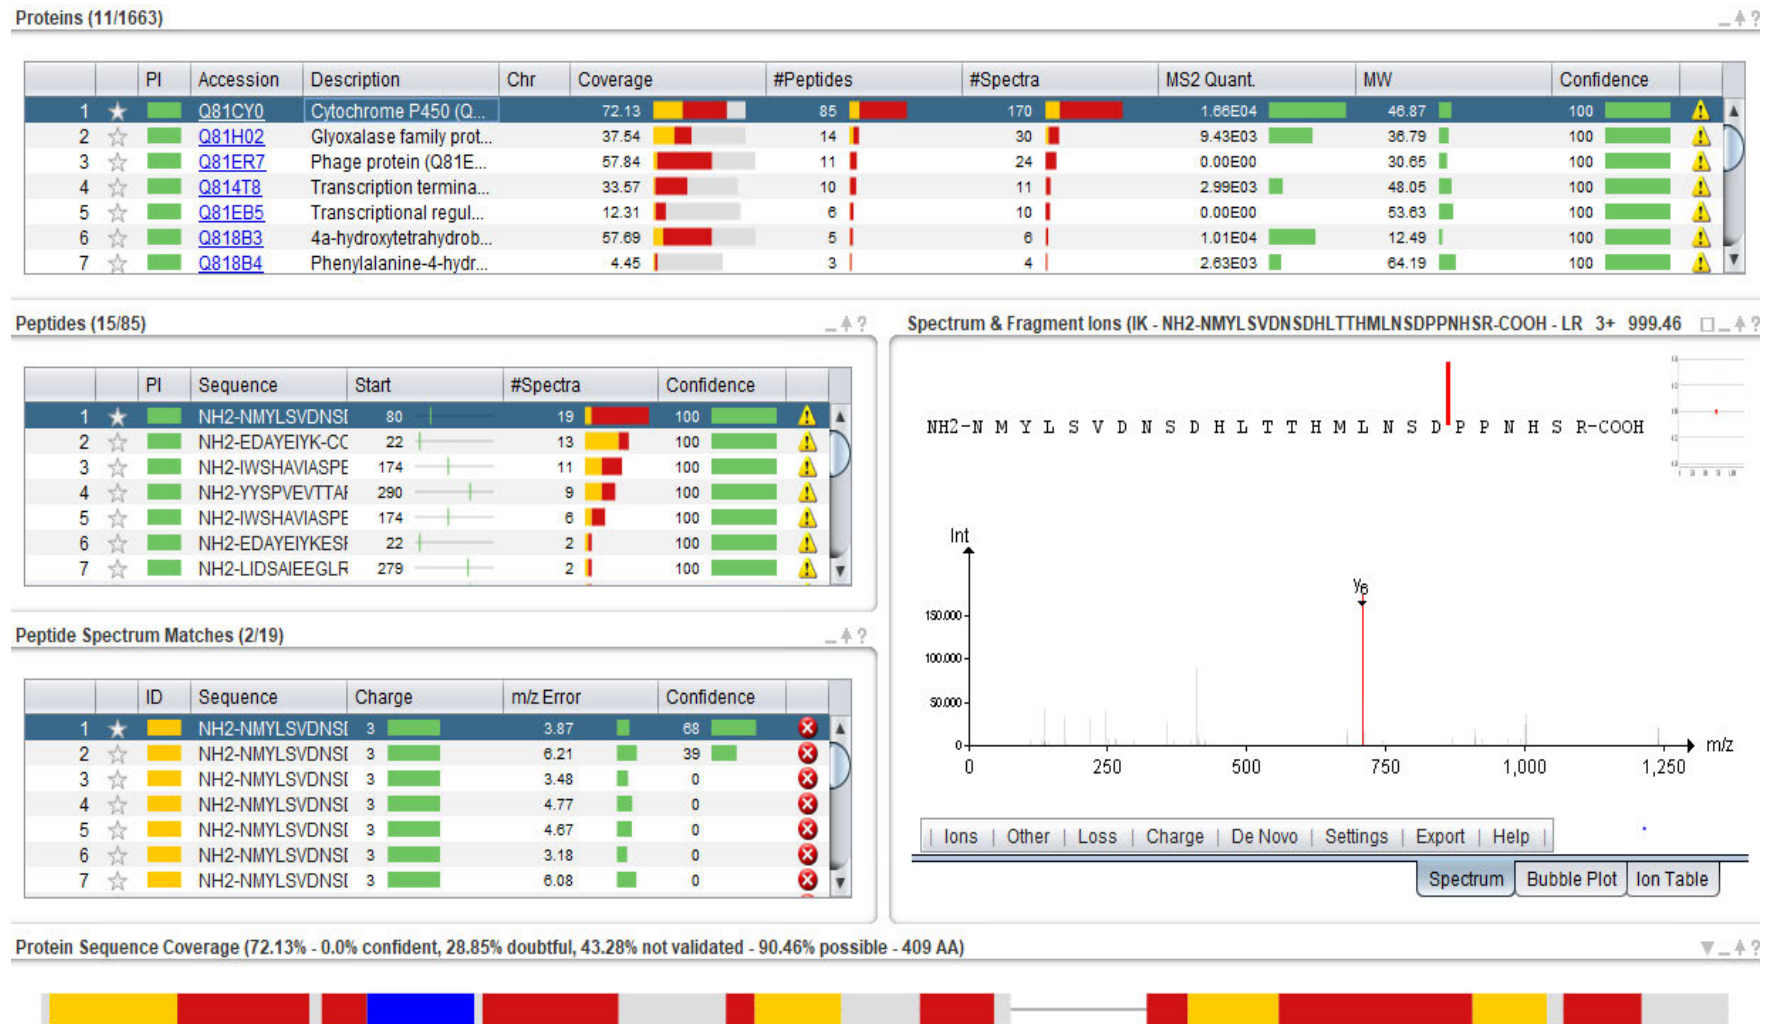 Proteins (11/1663)
PI Accession Description Chr Coverage #Peptides #Spectra MS2 Quant. MW Confidence
1 Q81CY0 Cytochrome P450 (Q... 72.13 85 170 1.66E04 46.87 100
2 Q81H02 Glyoxalase family prot... 37.54 14 30 9.43E03 36.79 100
3 Q81ER7 Phage protein (Q81E... 57.84 11 24 0.00E00 30.65 100
4 Q814T8 Transcription termina... 33.57 10 11 2.99E03 48.05 100
5 Q81EB5 Transcriptional regul... 12.31 6 10 0.00E00 53.63 100
6 Q818B3 4a-hydroxytetrahydrob... 57.69 5 6 1.01E04 12.49 100
7 Q818B4 Phenylalanine-4-hydr... 4.45 3 4 2.63E03 64.19 100
Peptides (15/85)
PI Sequence Start #Spectra Confidence
1 NH2-NMYLSVDNSI 80 19 100
2 NH2-EDAYEIYK-CC 22 13 100
3 NH2-IWSHAVIASPE 174 11 100
4 NH2-YYSPVEVTTAF 290 9 100
5 NH2-IWSHAVIASPE 174 6 100
6 NH2-EDAYEIYKESF 22 2 100
7 NH2-LIDSAIEEGLR 279 2 100
Peptide Spectrum Matches (2/19)
ID Sequence Charge m/z Error Confidence
1 NH2-NMYLSVDNSI 3 3.87 68
2 NH2-NMYLSVDNSI 3 6.21 39
3 NH2-NMYLSVDNSI 3 3.48 0
4 NH2-NMYLSVDNSI 3 4.77 0
5 NH2-NMYLSVDNSI 3 4.67 0
6 NH2-NMYLSVDNSI 3 3.18 0
7 NH2-NMYLSVDNSI 3 6.08 0
Spectrum & Fragment Ions (IK - NH2-NMYLSVDNSDHLTTHMLNSDPPNHSR-COOH - LR 3+ 999.46
NH2-N M Y L S V D N S D H L T T H M L N S D P P N H S R-COOH
Int
y6
150.000
100.000
50.000
0
m/z
0 250 500 750 1,000 1,250
| Ions | Other | Loss | Charge | De Novo | Settings | Export | Help |
Spectrum Bubble Plot Ion Table
Protein Sequence Coverage (72.13% - 0.0% confident, 28.85% doubtful, 43.28% not validated - 90.46% possible - 409 AA)